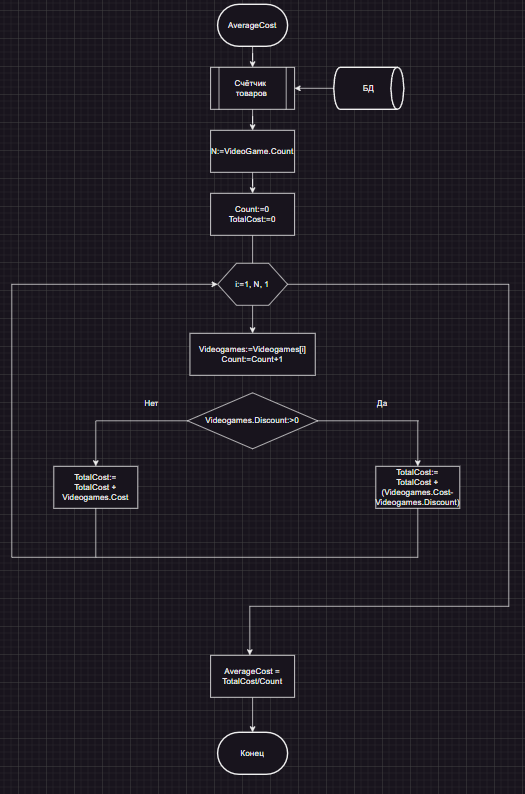 AverageCost
Счётчик
товаров
БД
N:=VideoGame.Count
Count:=0
TotalCost:=0
i:=1, N, 1
Videogames:=Videogames[i]
Count:=Count+1
Нет
Да
Videogames.Discount:>0
TotalCost:=
TotalCost +
Videogames.Cost
TotalCost:=
TotalCost +
(Videogames.Cost-
Videogames.Discount)
AverageCost =
TotalCost/Count
Конец